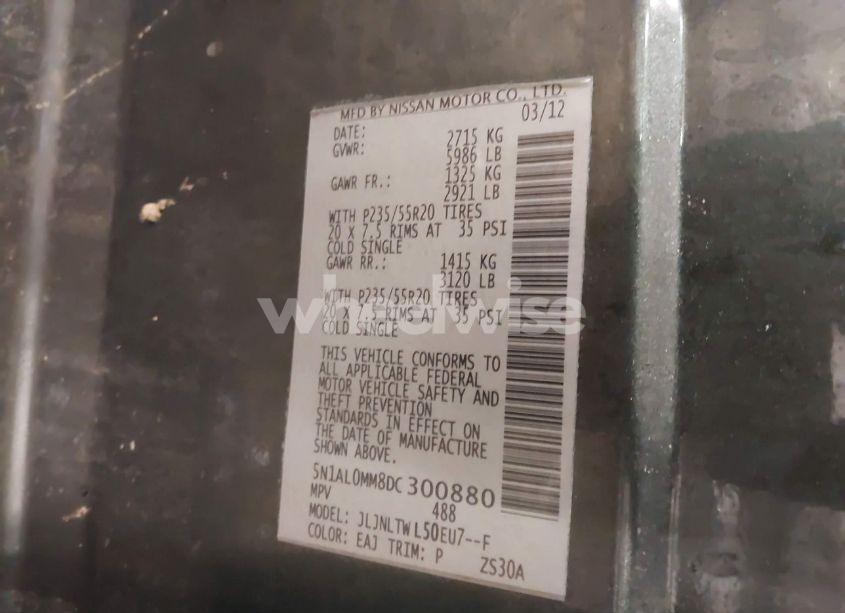 MFD BY NISSAN MOTOR CO., LTD.
DATE: 03/12
GVWR: 2715 KG
5986 LB
GAWR FR.: 1325 KG
2921 LB
WITH P235/55R20 TIRES
20 X 7.5 RIMS AT 35 PSI
COLD SINGLE
GAWR RR.: 1415 KG
3120 LB
WITH P235/55R20 TIRES
20 X 7.5 RIMS AT 35 PSI
COLD SINGLE
wheelwise
THIS VEHICLE CONFORMS TO
ALL APPLICABLE FEDERAL
MOTOR VEHICLE SAFETY AND
THEFT PREVENTION
STANDARDS IN EFFECT ON
THE DATE OF MANUFACTURE
SHOWN ABOVE.
5N1AL0MM8DC300880
MPV 488
MODEL: JLJNLTWL50EU7--F
COLOR: EAJ TRIM: P ZS30A